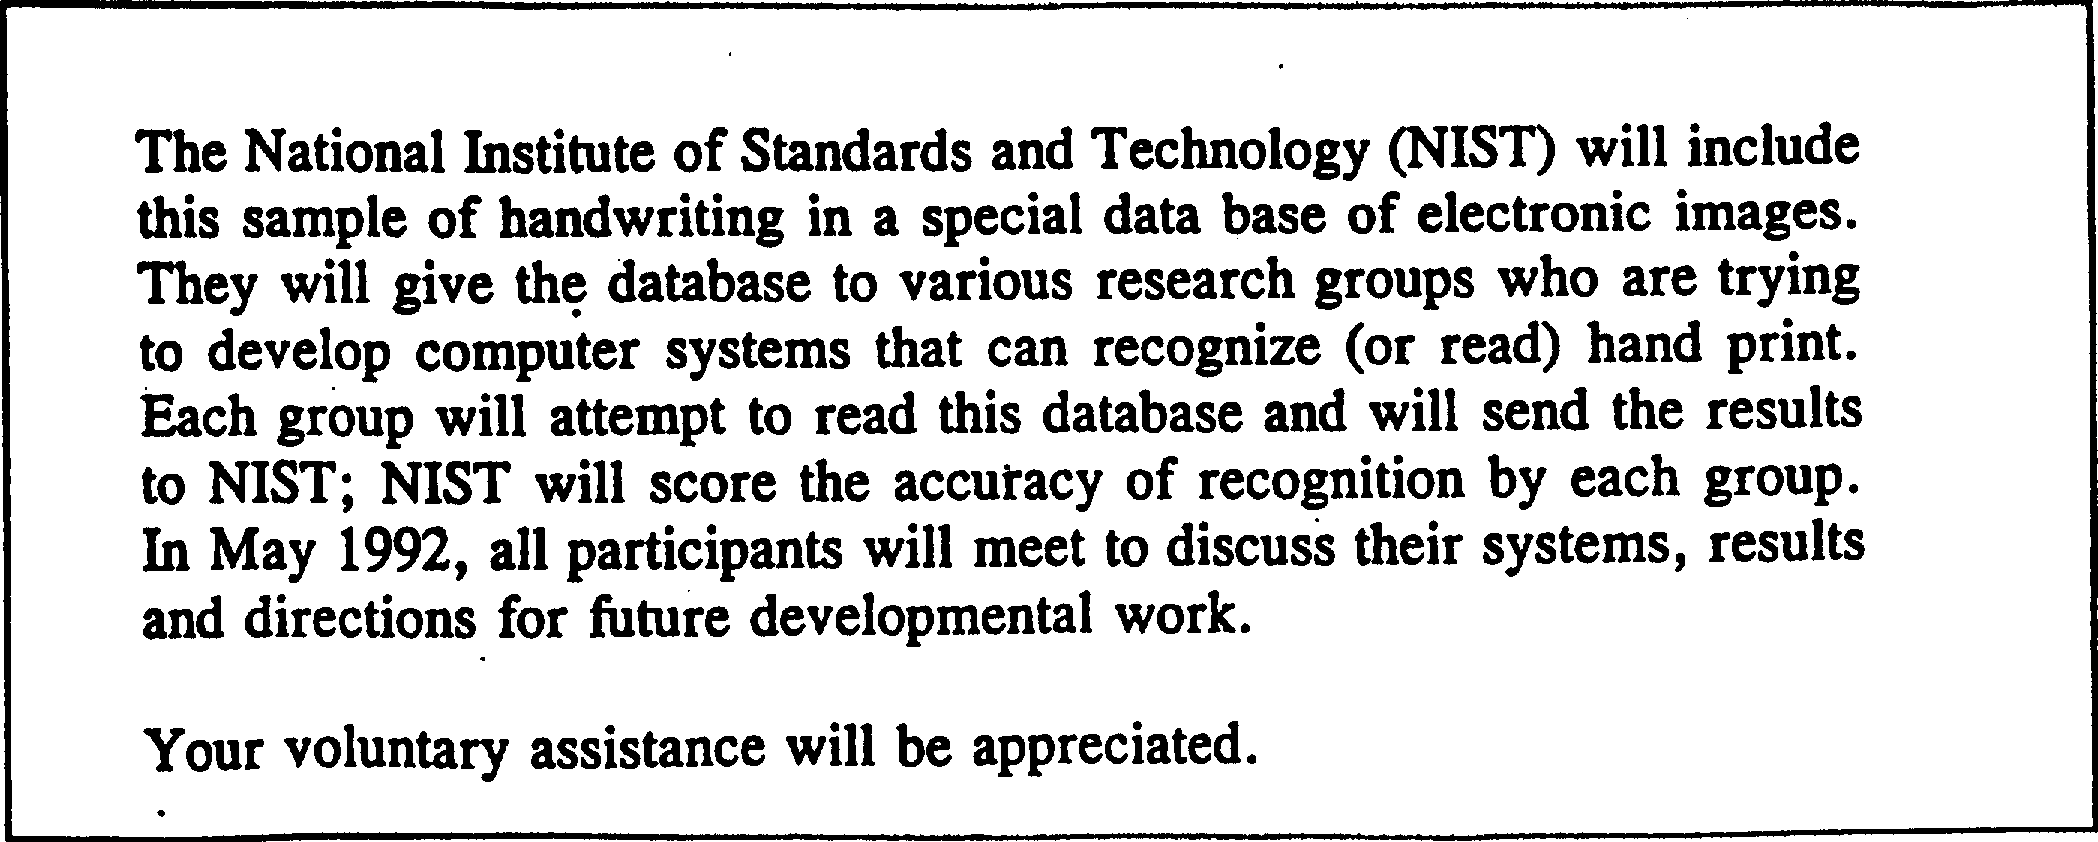 The National Institute of Standards and Technology (NIST) will include
this sample of handwriting in a special data base of electronic images.
They will give the database to various research groups who are trying
to develop computer systems that can recognize (or read) hand print.
Each group will attempt to read this database and will send the results
to NIST; NIST will score the accuracy of recognition by each group.
In May 1992, all participants will meet to discuss their systems, results
and directions for future developmental work.
Your voluntary assistance will be appreciated.